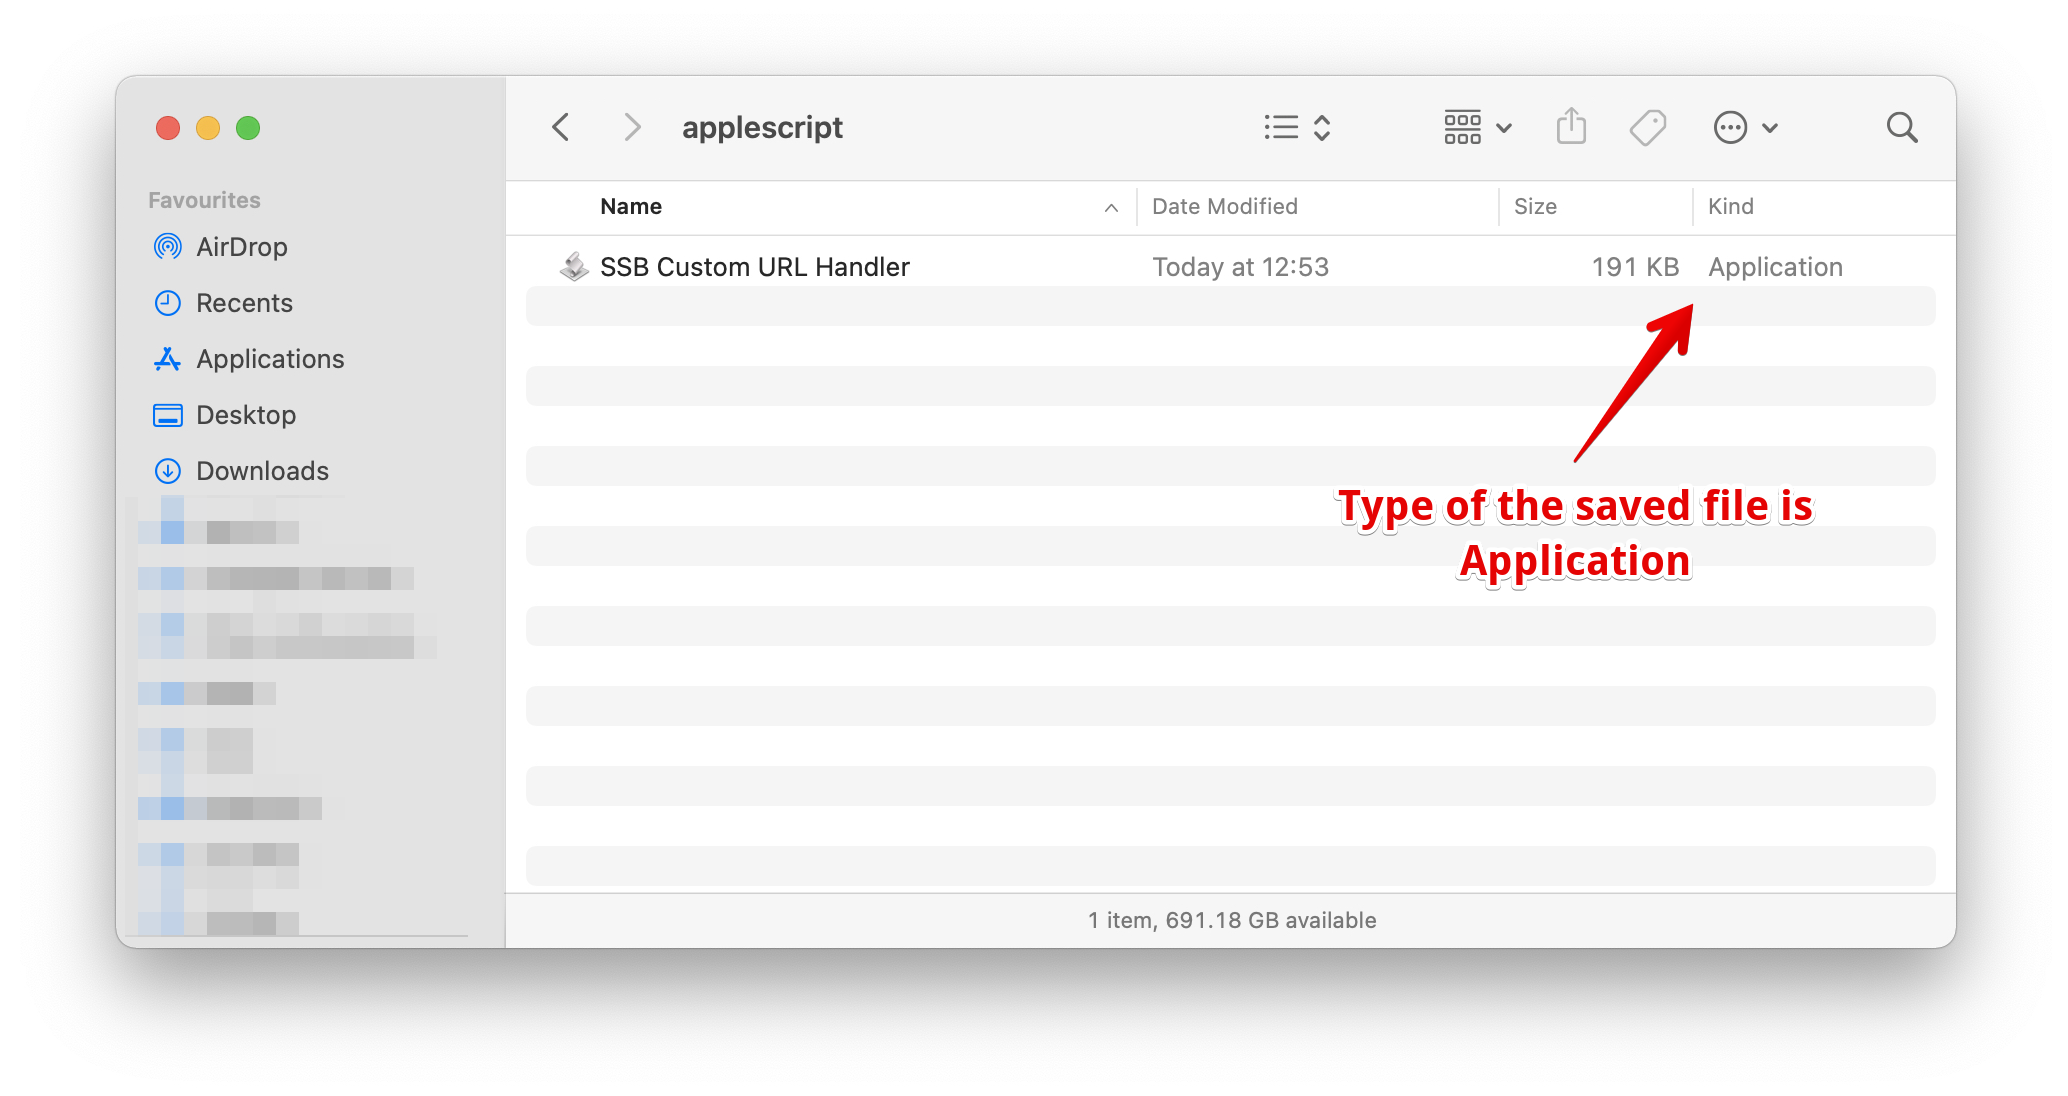 applescript
Favourites
AirDrop
Recents
Applications
Desktop
Downloads
Name Date Modified Size Kind
SSB Custom URL Handler Today at 12:53 191 KB Application
Type of the saved file is
Application
1 item, 691.18 GB available